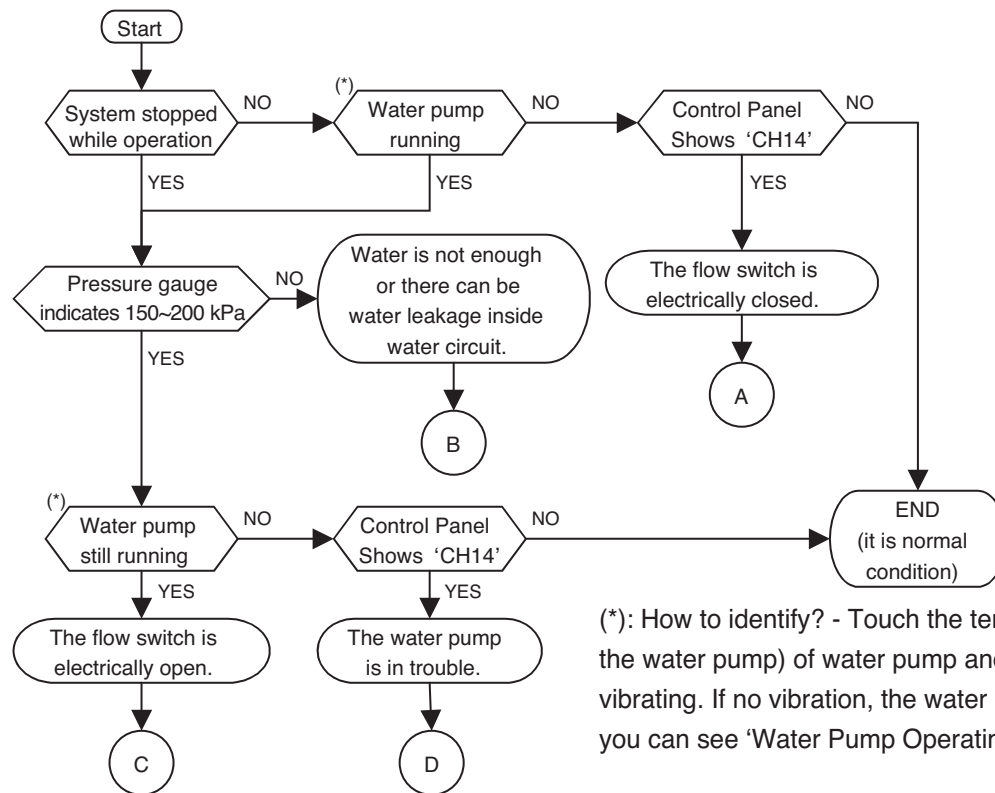 Start
System stopped
while operation
NO
(*)
Water pump
running
NO
Control Panel
Shows 'CH14'
NO
YES
YES
YES
Pressure gauge
indicates 150~200 kPa
NO
Water is not enough
or there can be
water leakage inside
water circuit.
The flow switch is
electrically closed.
YES
A
B
(*)
Water pump
still running
NO
Control Panel
Shows 'CH14'
NO
END
(it is normal
condition)
YES
YES
The flow switch is
electrically open.
The water pump
is in trouble.
C
D
(*): How to identify? - Touch the
the water pump) of water pump
vibrating. If no vibration, the water
you can see 'Water Pump